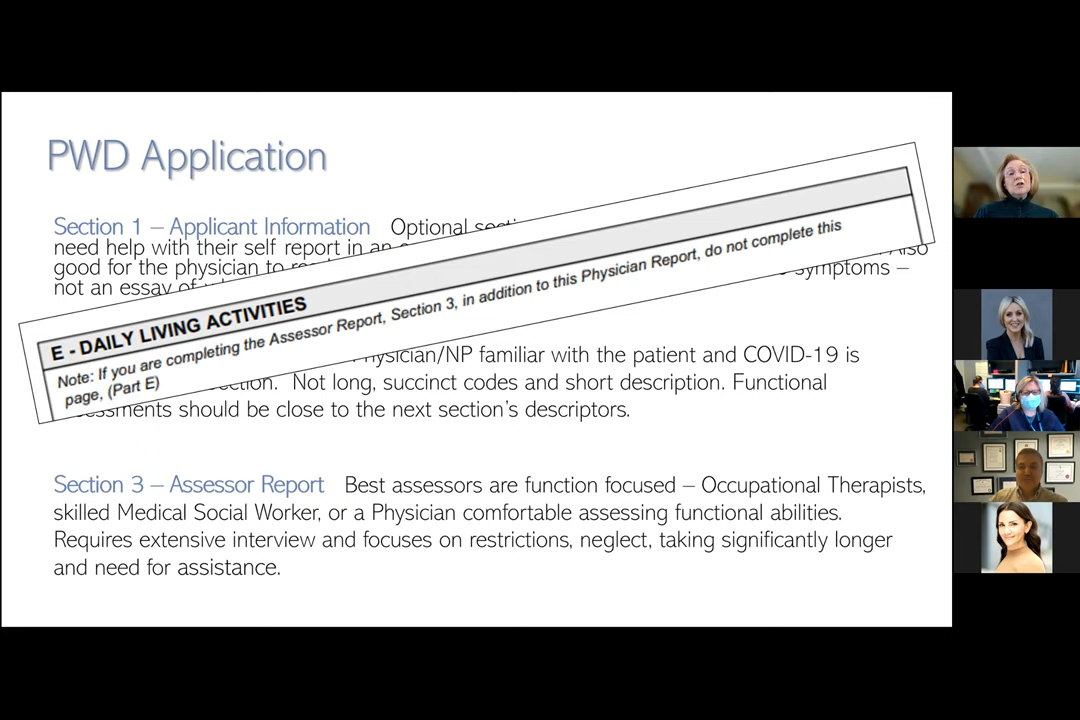 PWD Application
Section 1 – Applicant Information Optional
need help with their self report in an
good for the physician to symptoms –
not an essay of
E - DAILY LIVING ACTIVITIES
Note: If you are completing the Assessor Report, Section 3, in addition to this Physician Report, do not complete this
page, (Part E)
Physician/NP familiar with the patient and COVID-19 is
Not long, succinct codes and short description. Functional
should be close to the next section's descriptors.
Section 3 – Assessor Report Best assessors are function focused – Occupational Therapists,
skilled Medical Social Worker, or a Physician comfortable assessing functional abilities.
Requires extensive interview and focuses on restrictions, neglect, taking significantly longer
and need for assistance.